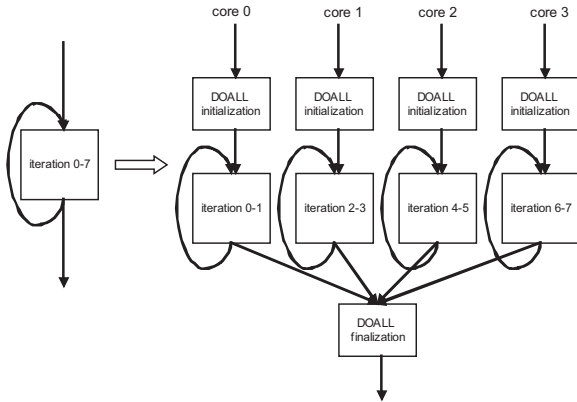 core 0
core 1
core 2
core 3
DOALL
initialization
DOALL
initialization
DOALL
initialization
DOALL
initialization
iteration 0-7
iteration 0-1
iteration 2-3
iteration 4-5
iteration 6-7
DOALL
finalization